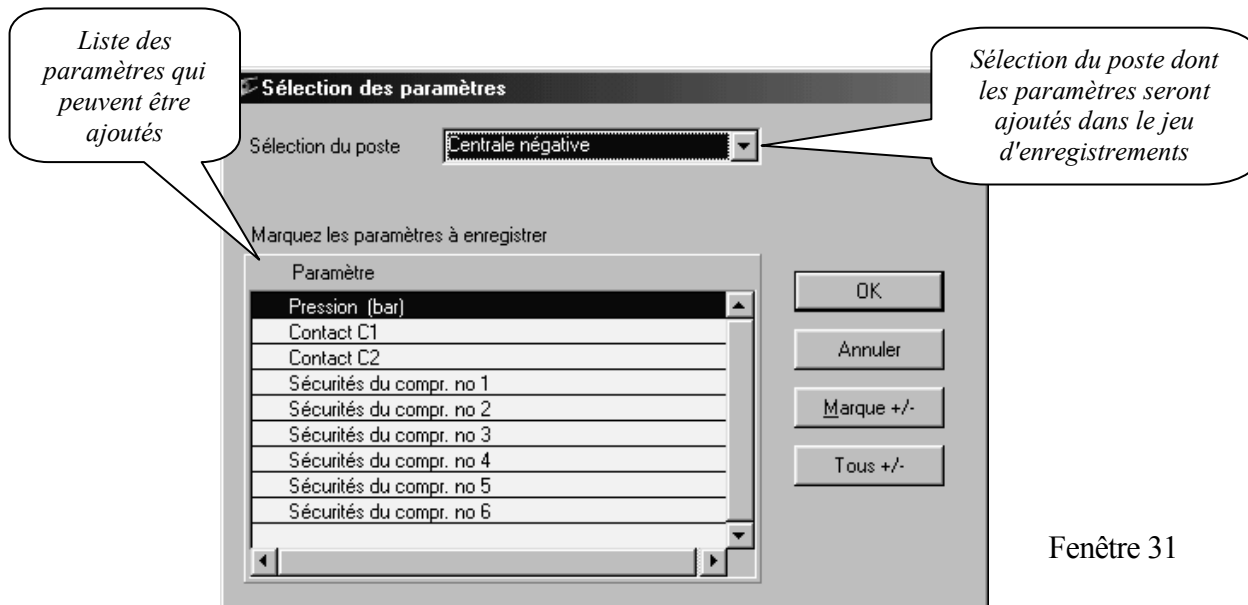 Liste des
paramètres qui
peuvent être
ajoutés
Sélection du poste dont
les paramètres seront
ajoutés dans le jeu
d'enregistrements
Sélection des paramètres
Sélection du poste
Centrale négative
Marquez les paramètres à enregistrer
Paramètre
Pression (bar)
Contact C1
Contact C2
Sécurités du compr. no 1
Sécurités du compr. no 2
Sécurités du compr. no 3
Sécurités du compr. no 4
Sécurités du compr. no 5
Sécurités du compr. no 6
OK
Annuler
Marque +/-
Tous +/-
Fenêtre 31